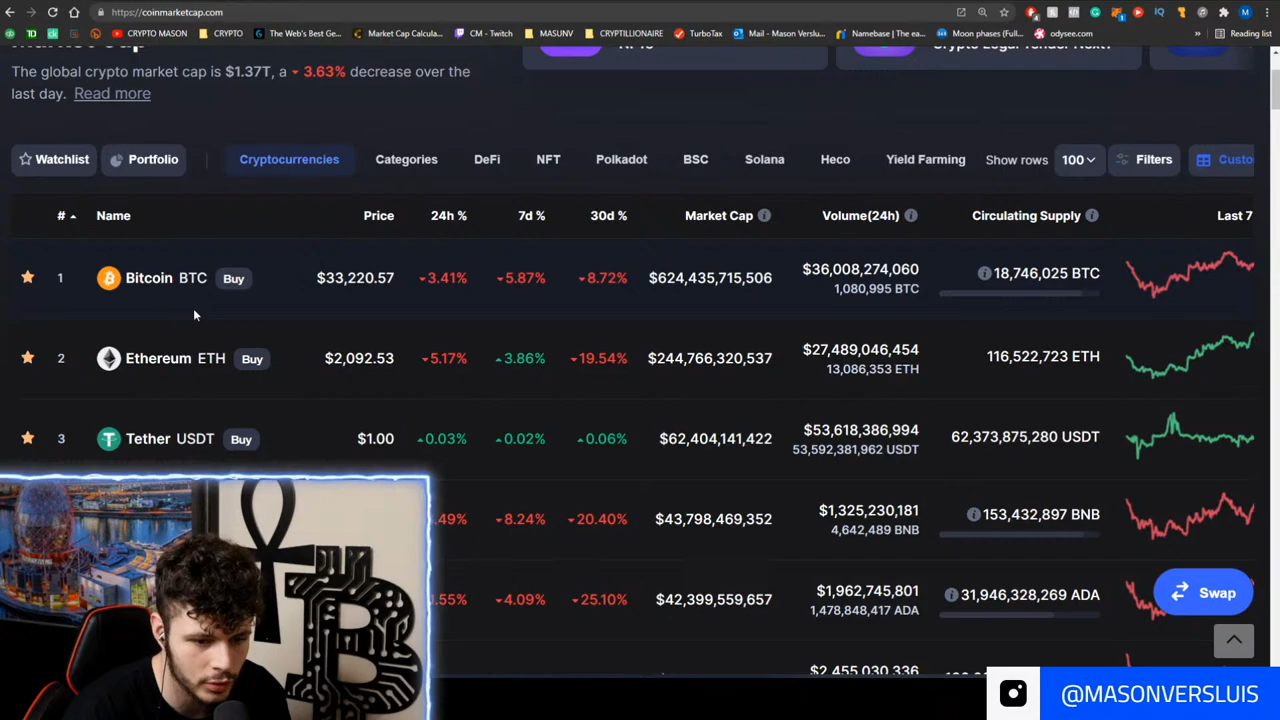 https://coinmarketcap.com
CRYPTO MASON CRYPTO The Web's Best Ge... Market Cap Calcula... CM - Twitch MASUNV CRYPTILLIONAIRE TurboTax Mail - Mason Verslu... Namebase | The ea... Moon phases (Full... odysee.com » Reading list
The global crypto market cap is $1.37T, a 3.63% decrease over the
last day. Read more
Watchlist Portfolio Cryptocurrencies Categories DeFi NFT Polkadot BSC Solana Heco Yield Farming Show rows 100 Filters Custo
# Name Price 24h % 7d % 30d % Market Cap Volume(24h) Circulating Supply Last 7
1 Bitcoin BTC Buy $33,220.57 3.41% 5.87% 8.72% $624,435,715,506 $36,008,274,060 18,746,025 BTC
1,080,995 BTC
2 Ethereum ETH Buy $2,092.53 5.17% 3.86% 19.54% $244,766,320,537 $27,489,046,454 116,522,723 ETH
13,086,353 ETH
3 Tether USDT Buy $1.00 0.03% 0.02% 0.06% $62,404,141,422 $53,618,386,994 62,373,875,280 USDT
53,592,381,962 USDT
.49% 8.24% 20.40% $43,798,469,352 $1,325,230,181 153,432,897 BNB
4,642,489 BNB
.55% 4.09% 25.10% $42,399,559,657 $1,962,745,801 31,946,328,269 ADA
1,478,848,417 ADA
Swap
$2,455,030,336
@MASONVERSLUIS